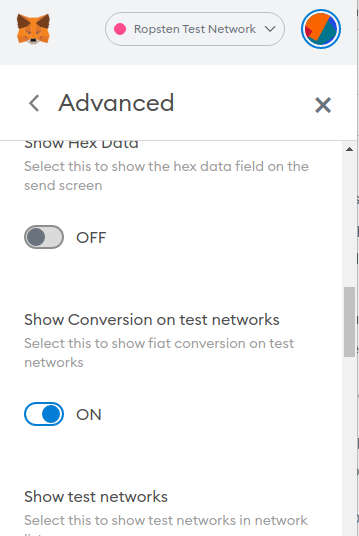 Ropsten Test Network
Advanced
Show Hex Data
Select this to show the hex data field on the
send screen
OFF
Show Conversion on test networks
Select this to show fiat conversion on test
networks
ON
Show test networks
Select this to show test networks in network